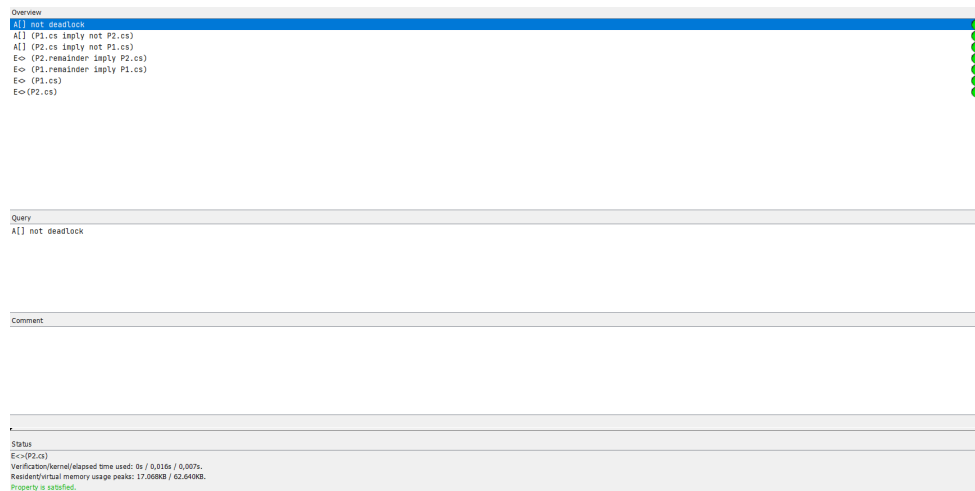 Overview
A[] not deadlock
A[] (P1.cs imply not P2.cs)
A[] (P2.cs imply not P1.cs)
E<> (P2.remainder imply P2.cs)
E<> (P1.remainder imply P1.cs)
E<> (P1.cs)
E<>(P2.cs)
Query
A[] not deadlock
Comment
Status
E<>(P2.cs)
Verification/kernel/elapsed time used: 0s / 0,016s / 0,007s.
Resident/virtual memory usage peaks: 17.068KB / 62.640KB.
Property is satisfied.